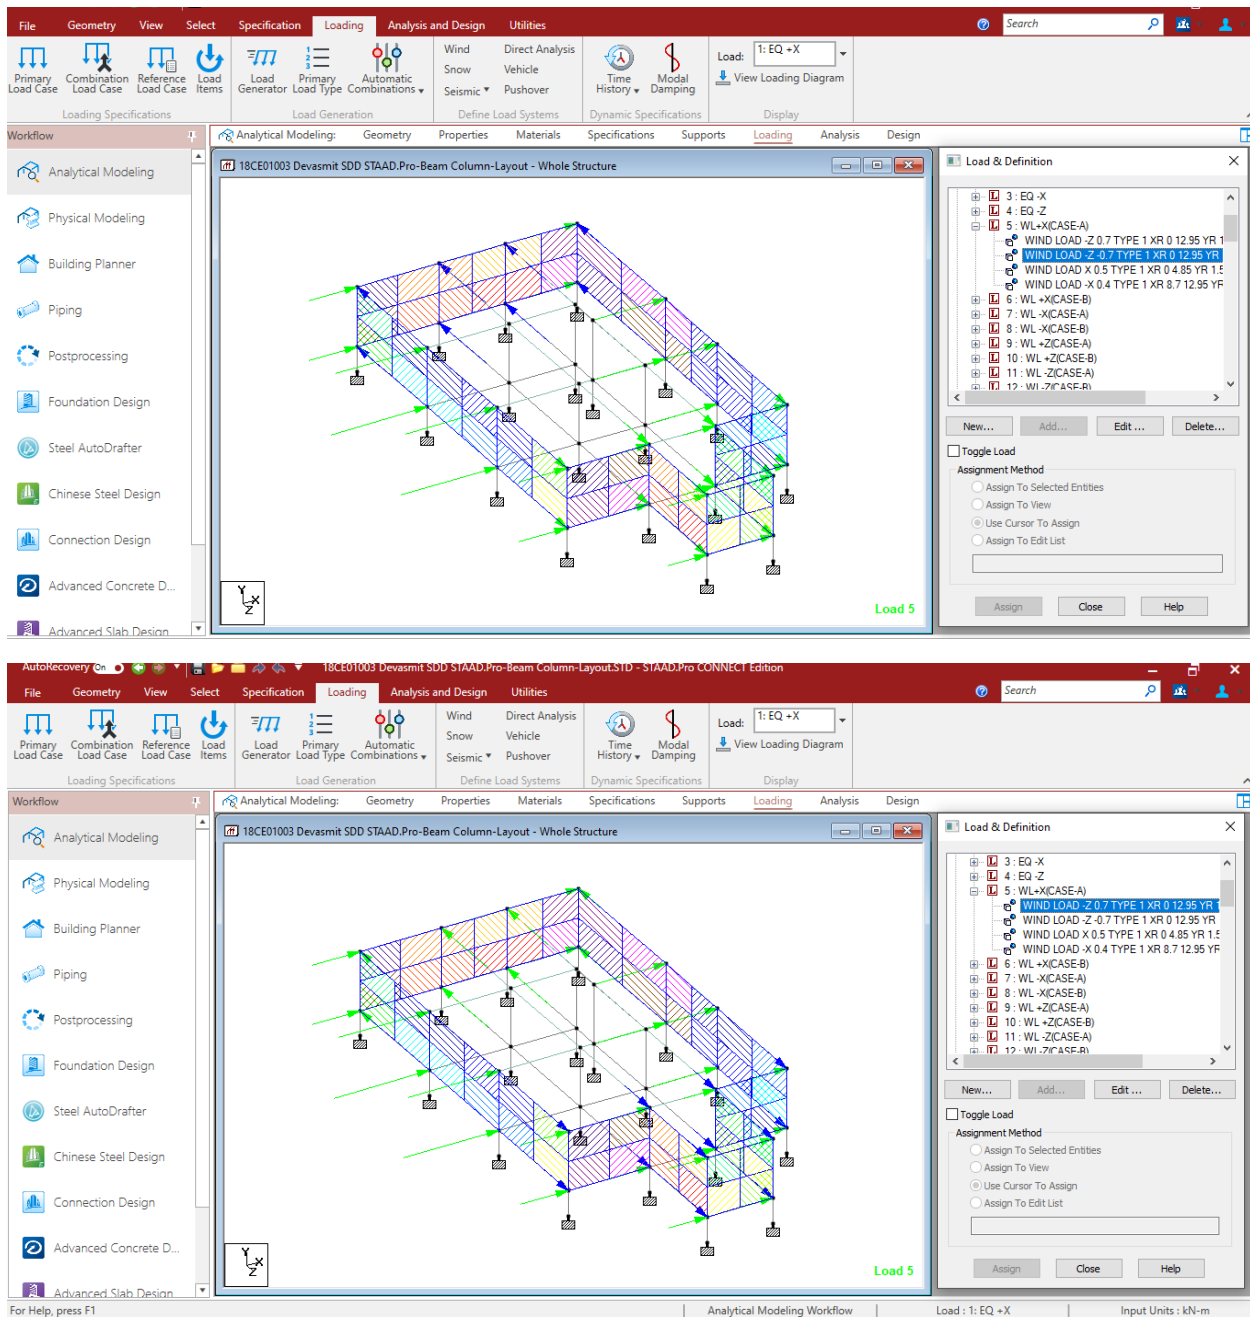 File Geometry View Select Specification Loading Analysis and Design Utilities Search
Primary Load Case Combination Load Case Reference Load Case Load Items
Load Generator Primary Load Type Automatic Combinations
Wind Direct Analysis
Snow Vehicle
Seismic Pushover
Time History Modal Damping
Load: 1: EQ +X
View Loading Diagram
Loading Specifications Load Generation Define Load Systems Dynamic Specifications Display
Workflow
Analytical Modeling: Geometry Properties Materials Specifications Supports Loading Analysis Design
Analytical Modeling
Physical Modeling
Building Planner
Piping
Postprocessing
Foundation Design
Steel AutoDrafter
Chinese Steel Design
Connection Design
Advanced Concrete D...
Advanced Slab Design
18CE01003 Devasmit SDD STAAD.Pro-Beam Column-Layout - Whole Structure
Y
X
Z
Load 5
Load & Definition
3 : EQ -X
4 : EQ -Z
5 : WL+X(CASE-A)
WIND LOAD -Z 0.7 TYPE 1 XR 0 12.95 YR 1
WIND LOAD -Z -0.7 TYPE 1 XR 0 12.95 YR
WIND LOAD X 0.5 TYPE 1 XR 0 4.85 YR 1.5
WIND LOAD -X 0.4 TYPE 1 XR 8.7 12.95 YR
6 : WL +X(CASE-B)
7 : WL -X(CASE-A)
8 : WL -X(CASE-B)
9 : WL +Z(CASE-A)
10 : WL +Z(CASE-B)
11 : WL -Z(CASE-A)
12 : WL -Z(CASE-B)
New... Add... Edit ... Delete...
Toggle Load
Assignment Method
Assign To Selected Entities
Assign To View
Use Cursor To Assign
Assign To Edit List
Assign Close Help
AutoRecovery On 18CE01003 Devasmit SDD STAAD.Pro-Beam Column-Layout.STD - STAAD.Pro CONNECT Edition
File Geometry View Select Specification Loading Analysis and Design Utilities Search
Primary Load Case Combination Load Case Reference Load Case Load Items
Load Generator Primary Load Type Automatic Combinations
Wind Direct Analysis
Snow Vehicle
Seismic Pushover
Time History Modal Damping
Load: 1: EQ +X
View Loading Diagram
Loading Specifications Load Generation Define Load Systems Dynamic Specifications Display
Workflow
Analytical Modeling: Geometry Properties Materials Specifications Supports Loading Analysis Design
Analytical Modeling
Physical Modeling
Building Planner
Piping
Postprocessing
Foundation Design
Steel AutoDrafter
Chinese Steel Design
Connection Design
Advanced Concrete D...
Advanced Slab Design
18CE01003 Devasmit SDD STAAD.Pro-Beam Column-Layout - Whole Structure
Y
X
Z
Load 5
Load & Definition
3 : EQ -X
4 : EQ -Z
5 : WL+X(CASE-A)
WIND LOAD -Z 0.7 TYPE 1 XR 0 12.95 YR 1
WIND LOAD -Z -0.7 TYPE 1 XR 0 12.95 YR
WIND LOAD X 0.5 TYPE 1 XR 0 4.85 YR 1.5
WIND LOAD -X 0.4 TYPE 1 XR 8.7 12.95 YR
6 : WL +X(CASE-B)
7 : WL -X(CASE-A)
8 : WL -X(CASE-B)
9 : WL +Z(CASE-A)
10 : WL +Z(CASE-B)
11 : WL -Z(CASE-A)
12 : WL -Z(CASE-B)
New... Add... Edit ... Delete...
Toggle Load
Assignment Method
Assign To Selected Entities
Assign To View
Use Cursor To Assign
Assign To Edit List
Assign Close Help
For Help, press F1 Analytical Modeling Workflow Load : 1: EQ +X Input Units : kN-m